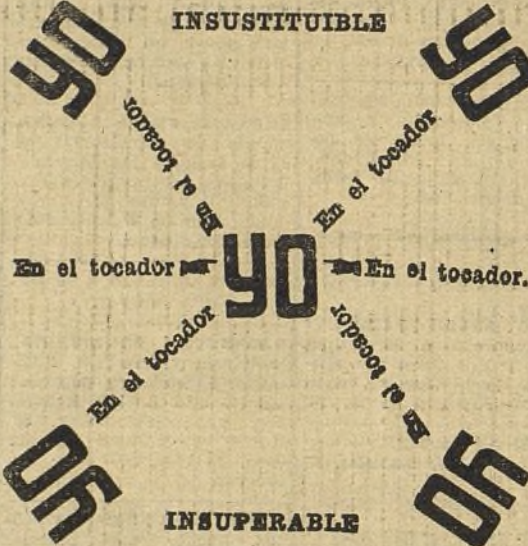 INSUSTITUIBLE
YO
YO
En el tocador
En el tocador
En el tocador
YO
En el tocador.
En el tocador
En el tocador
YO
YO
INSUPERABLE